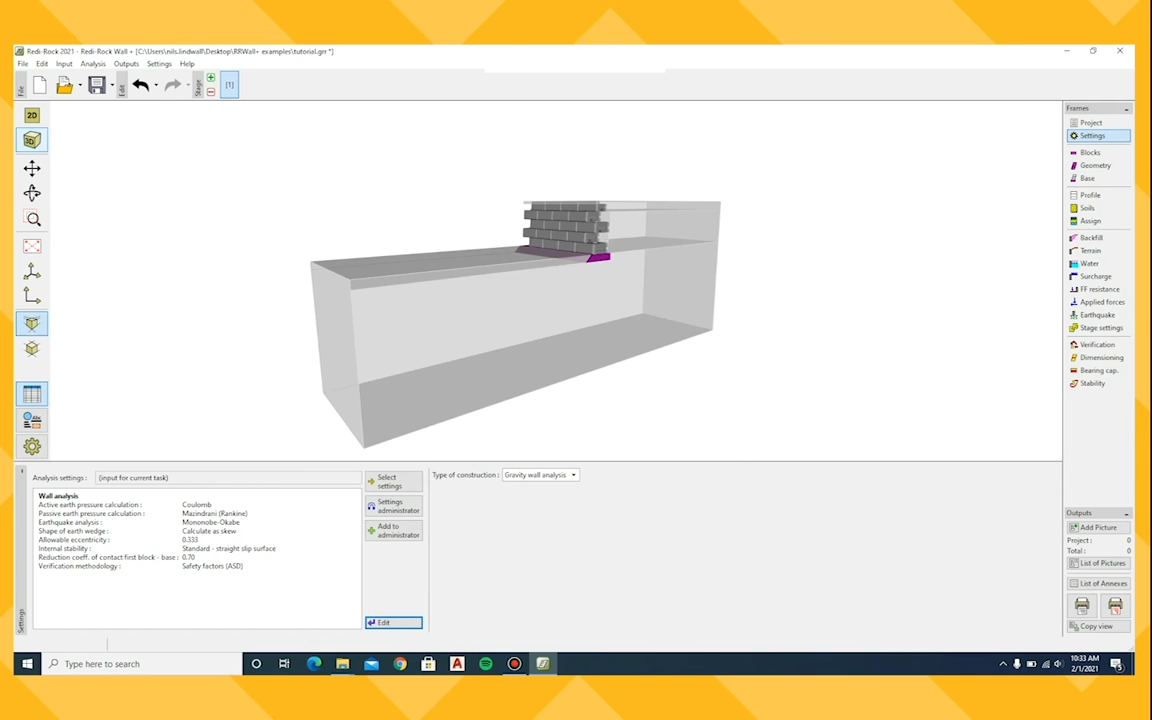 Redi-Rock 2021 - Redi-Rock Wall + [C:\Users\nils.lindwall\Desktop\RRWall+ examples\tutorial.grr *]
File Edit Input Analysis Outputs Settings Help
File
Edit
Stage
[1]
2D
3D
Frames
Project
Settings
Blocks
Geometry
Base
Profile
Soils
Assign
Backfill
Terrain
Water
Surcharge
FF resistance
Applied forces
Earthquake
Stage settings
Verification
Dimensioning
Bearing cap.
Stability
Outputs
Add Picture
Project : 0
Total : 0
List of Pictures
List of Annexes
Copy view
Settings
Analysis settings : (input for current task)
Wall analysis
Active earth pressure calculation : Coulomb
Passive earth pressure calculation : Mazindrani (Rankine)
Earthquake analysis : Mononobe-Okabe
Shape of earth wedge : Calculate as skew
Allowable eccentricity : 0.333
Internal stability : Standard - straight slip surface
Reduction coeff. of contact first block - base : 0.70
Verification methodology : Safety factors (ASD)
Select
settings
Settings
administrator
Add to
administrator
Edit
Type of construction : Gravity wall analysis
Type here to search
10:33 AM
2/1/2021